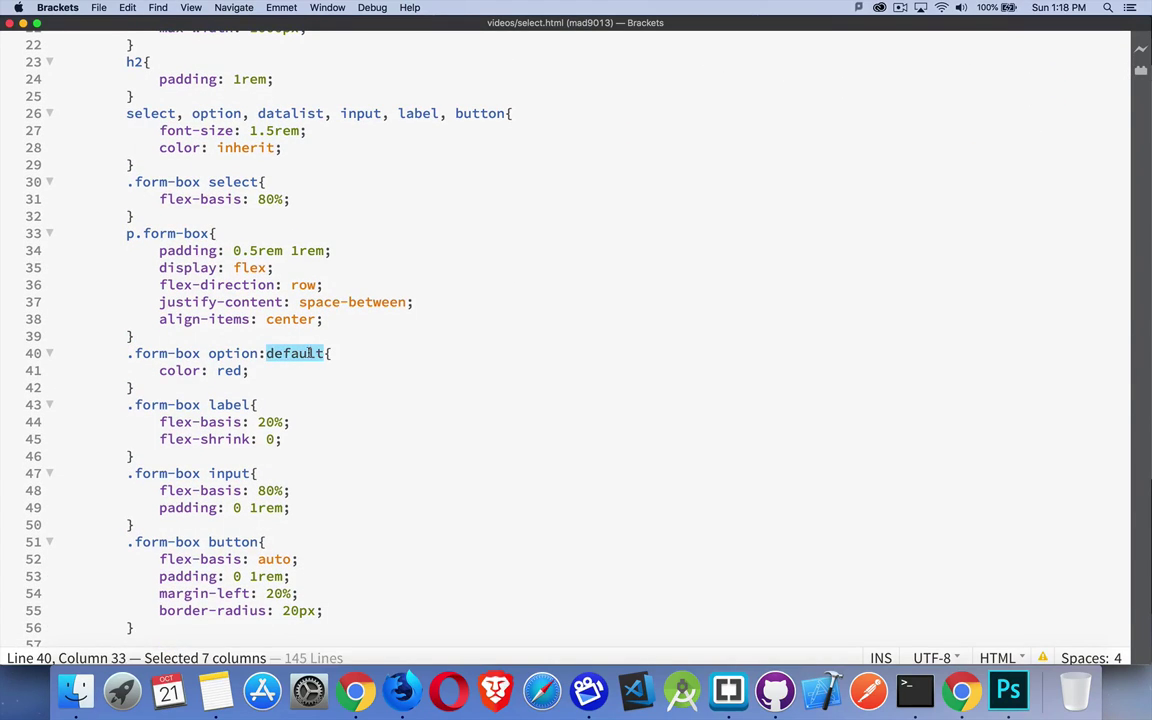 Brackets File Edit Find View Navigate Emmet Window Debug Help 100% Sun 1:18 PM
videos/select.html (mad9013) — Brackets
22 }
23 h2{
24 padding: 1rem;
25 }
26 select, option, datalist, input, label, button{
27 font-size: 1.5rem;
28 color: inherit;
29 }
30 .form-box select{
31 flex-basis: 80%;
32 }
33 p.form-box{
34 padding: 0.5rem 1rem;
35 display: flex;
36 flex-direction: row;
37 justify-content: space-between;
38 align-items: center;
39 }
40 .form-box option:default{
41 color: red;
42 }
43 .form-box label{
44 flex-basis: 20%;
45 flex-shrink: 0;
46 }
47 .form-box input{
48 flex-basis: 80%;
49 padding: 0 1rem;
50 }
51 .form-box button{
52 flex-basis: auto;
53 padding: 0 1rem;
54 margin-left: 20%;
55 border-radius: 20px;
56 }
57
Line 40, Column 33 — Selected 7 columns — 145 Lines INS UTF-8 HTML Spaces: 4
OCT
21
Ps